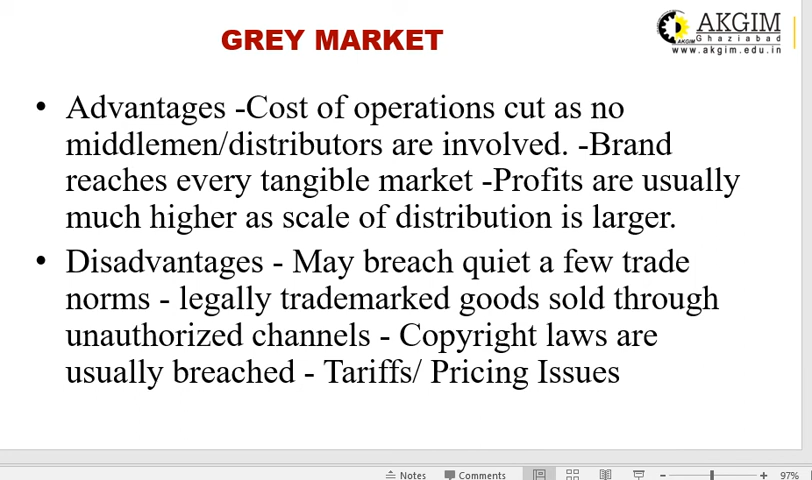 GREY MARKET
AKGIM
AKGIM
Ghaziabad
www.akgim.edu.in
• Advantages -Cost of operations cut as no
middlemen/distributors are involved. -Brand
reaches every tangible market -Profits are usually
much higher as scale of distribution is larger.
• Disadvantages - May breach quiet a few trade
norms - legally trademarked goods sold through
unauthorized channels - Copyright laws are
usually breached - Tariffs/ Pricing Issues
Notes Comments 97%